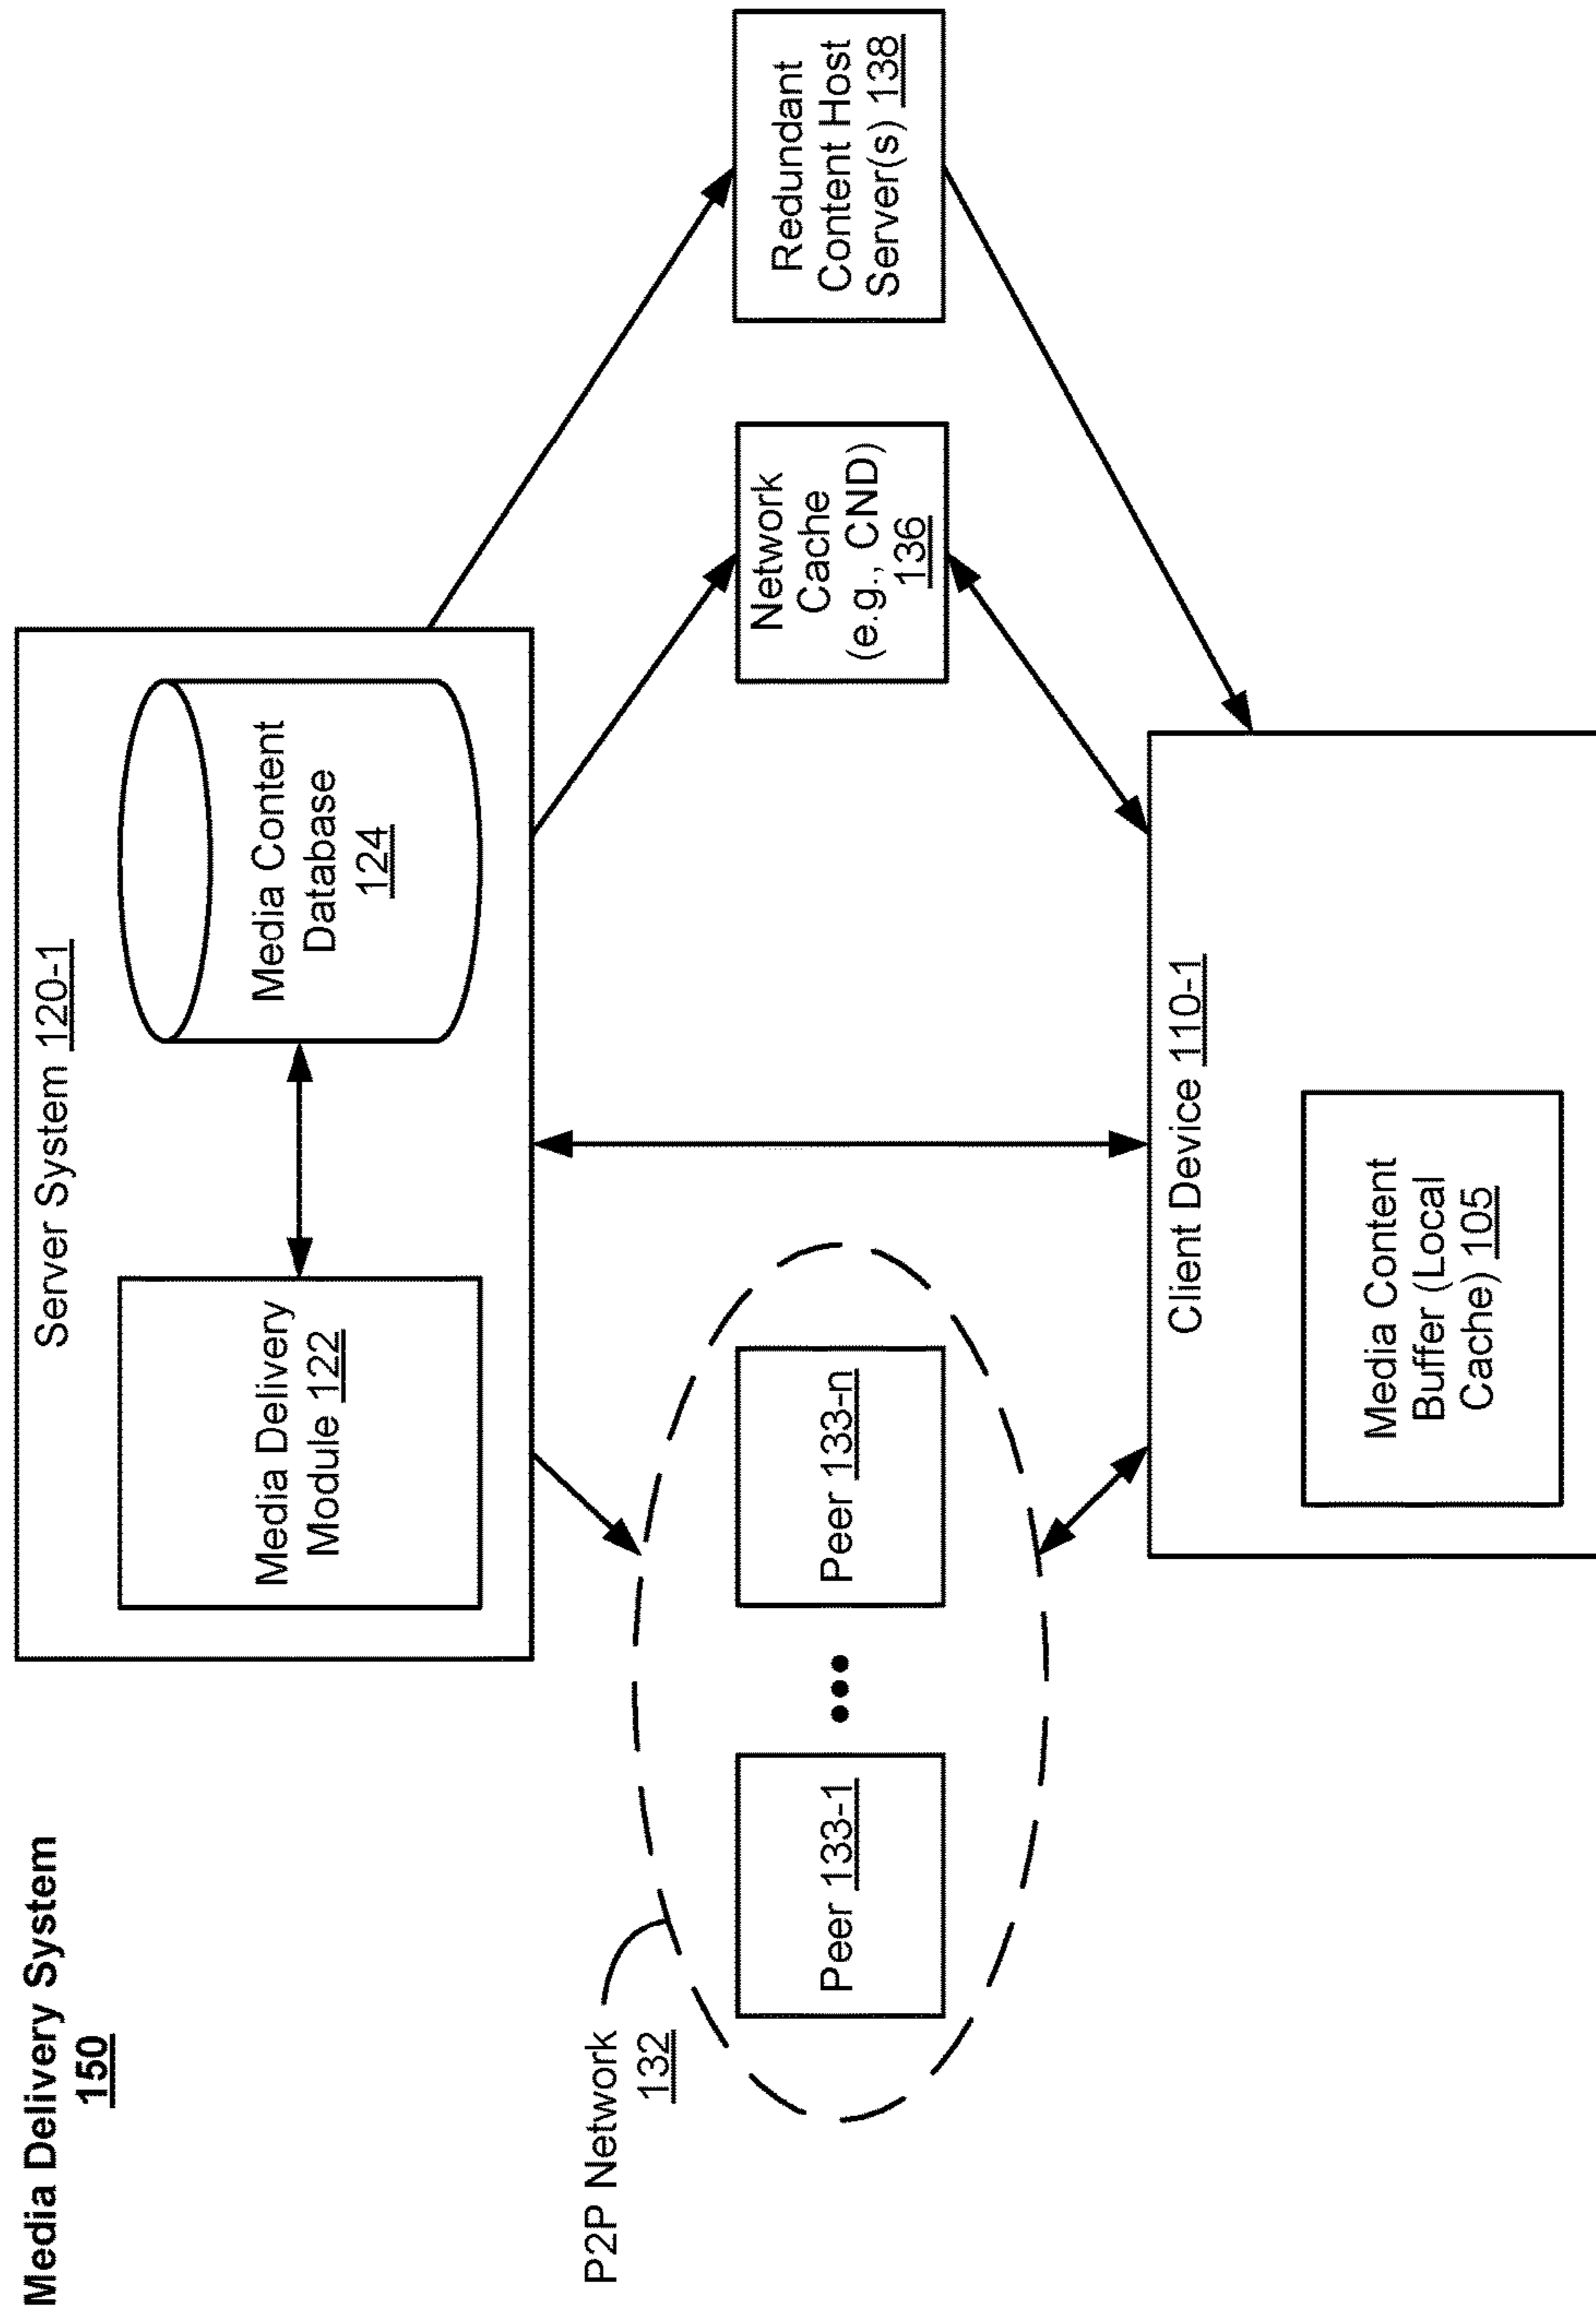 Media Delivery System
150
Server System 120-1
Media Delivery
Module 122
Media Content
Database
124
P2P Network
132
Peer 133-1
Peer 133-n
Network
Cache
(e.g., CND)
136
Redundant
Content Host
Server(s) 138
Client Device 110-1
Media Content
Buffer (Local
Cache) 105